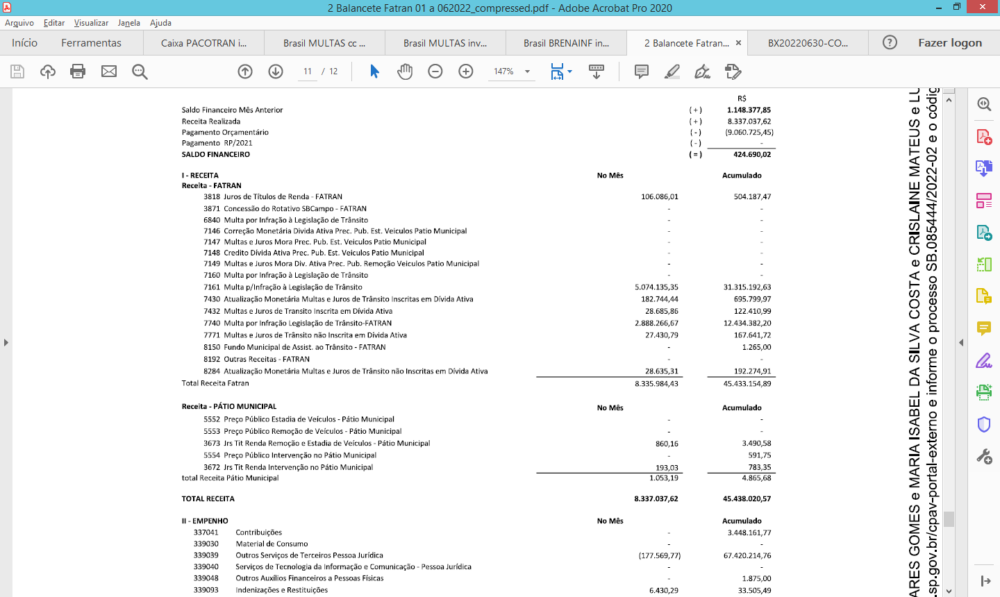 2 Balancete Fatran 01 a 062022_compressed.pdf - Adobe Acrobat Pro 2020
Arquivo Editar Visualizar Janela Ajuda
Início Ferramentas Caixa PACOTRAN i... Brasil MULTAS cc ... Brasil MULTAS inv... Brasil BRENAINF in... 2 Balancete Fatran... × BX20220630-CO... Fazer logon
11 / 12 147%
R$
Saldo Financeiro Mês Anterior ( + ) 1.148.377,85
Receita Realizada ( + ) 8.337.037,62
Pagamento Orçamentário ( - ) (9.060.725,45)
Pagamento RP/2021 ( - ) -
SALDO FINANCEIRO ( = ) 424.690,02
I - RECEITA No Mês Acumulado
Receita - FATRAN
3818 Juros de Títulos de Renda - FATRAN 106.086,01 504.187,47
3871 Concessão do Rotativo SBCampo - FATRAN - -
6840 Multa por Infração à Legislação de Trânsito - -
7146 Correção Monetária Divida Ativa Prec. Pub. Est. Veiculos Patio Municipal - -
7147 Multas e Juros Mora Prec. Pub. Est. Veiculos Patio Municipal - -
7148 Credito Dívida Ativa Prec. Pub. Est. Veiculos Patio Municipal - -
7149 Multas e Juros Mora Div. Ativa Prec. Pub. Remoção Veiculos Patio Municipal - -
7160 Multa por Infração à Legislação de Trânsito - -
7161 Multa p/Infração à Legislação de Trânsito 5.074.135,35 31.315.192,63
7430 Atualização Monetária Multas e Juros de Trânsito Inscritas em Dívida Ativa 182.744,44 695.799,97
7432 Multas e Juros de Transito Inscrita em Dívida Ativa 28.685,86 122.410,99
7740 Multa por Infração Legislação de Trânsito-FATRAN 2.888.266,67 12.434.382,20
7771 Multas e Juros de Trânsito não Inscrita em Dívida Ativa 27.430,79 167.641,72
8150 Fundo Municipal de Assist. ao Trânsito - FATRAN - 1.265,00
8192 Outras Receitas - FATRAN - -
8284 Atualização Monetária Multas e Juros de Trânsito não Inscritas em Dívida Ativa 28.635,31 192.274,91
Total Receita Fatran 8.335.984,43 45.433.154,89
Receita - PÁTIO MUNICIPAL No Mês Acumulado
5552 Preço Público Estadia de Veículos - Pátio Municipal - -
5553 Preço Público Remoção de Veículos - Pátio Municipal - -
3673 Jrs Tit Renda Remoção e Estadia de Veículos - Pátio Municipal 860,16 3.490,58
5554 Preço Público Intervenção no Pátio Municipal - 591,75
3672 Jrs Tit Renda Intervenção no Pátio Municipal 193,03 783,35
total Receita Pátio Municipal 1.053,19 4.865,68
TOTAL RECEITA 8.337.037,62 45.438.020,57
II - EMPENHO No Mês Acumulado
337041 Contribuições - 3.448.161,77
339030 Material de Consumo - -
339039 Outros Serviços de Terceiros Pessoa Jurídica (177.569,77) 67.420.214,76
339040 Serviços de Tecnologia da Informação e Comunicação - Pessoa Jurídica - -
339048 Outros Auxílios Financeiros a Pessoas Físicas - 1.875,00
339093 Indenizações e Restituições 6.430,29 33.505,49
ARES GOMES e MARIA ISABEL DA SILVA COSTA e CRISLAINE MATEUS e LU
.sp.gov.br/cpav-portal-externo e informe o processo SB.085444/2022-02 e o códig